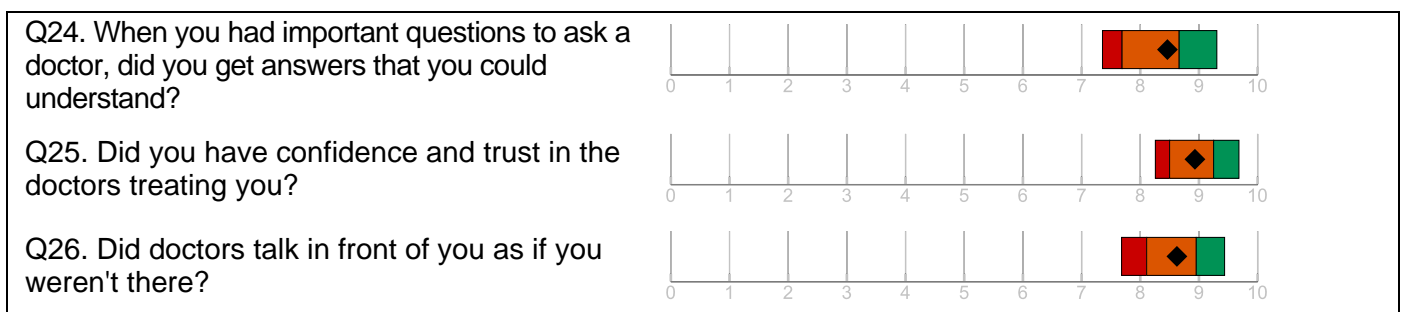 Q24. When you had important questions to ask a
doctor, did you get answers that you could
understand?
0 1 2 3 4 5 6 7 8 9 10
Q25. Did you have confidence and trust in the
doctors treating you?
0 1 2 3 4 5 6 7 8 9 10
Q26. Did doctors talk in front of you as if you
weren't there?
0 1 2 3 4 5 6 7 8 9 10